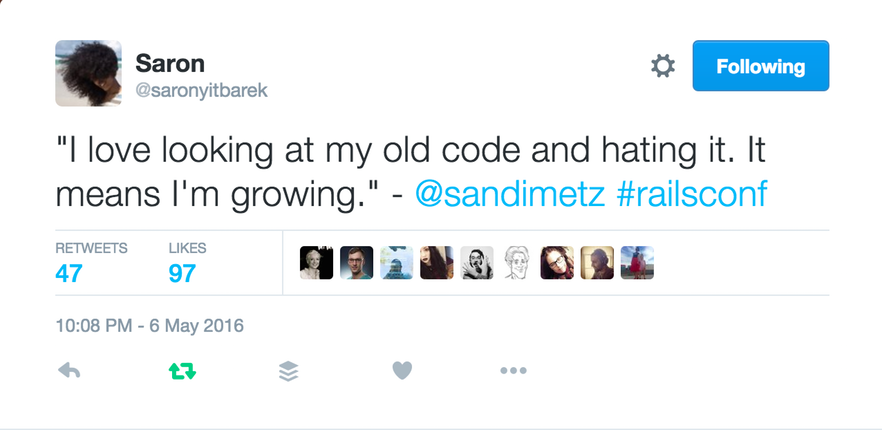 Saron
@saronyitbarek
Following
"I love looking at my old code and hating it. It
means I'm growing." - @sandimetz #railsconf
RETWEETS LIKES
47 97
10:08 PM - 6 May 2016